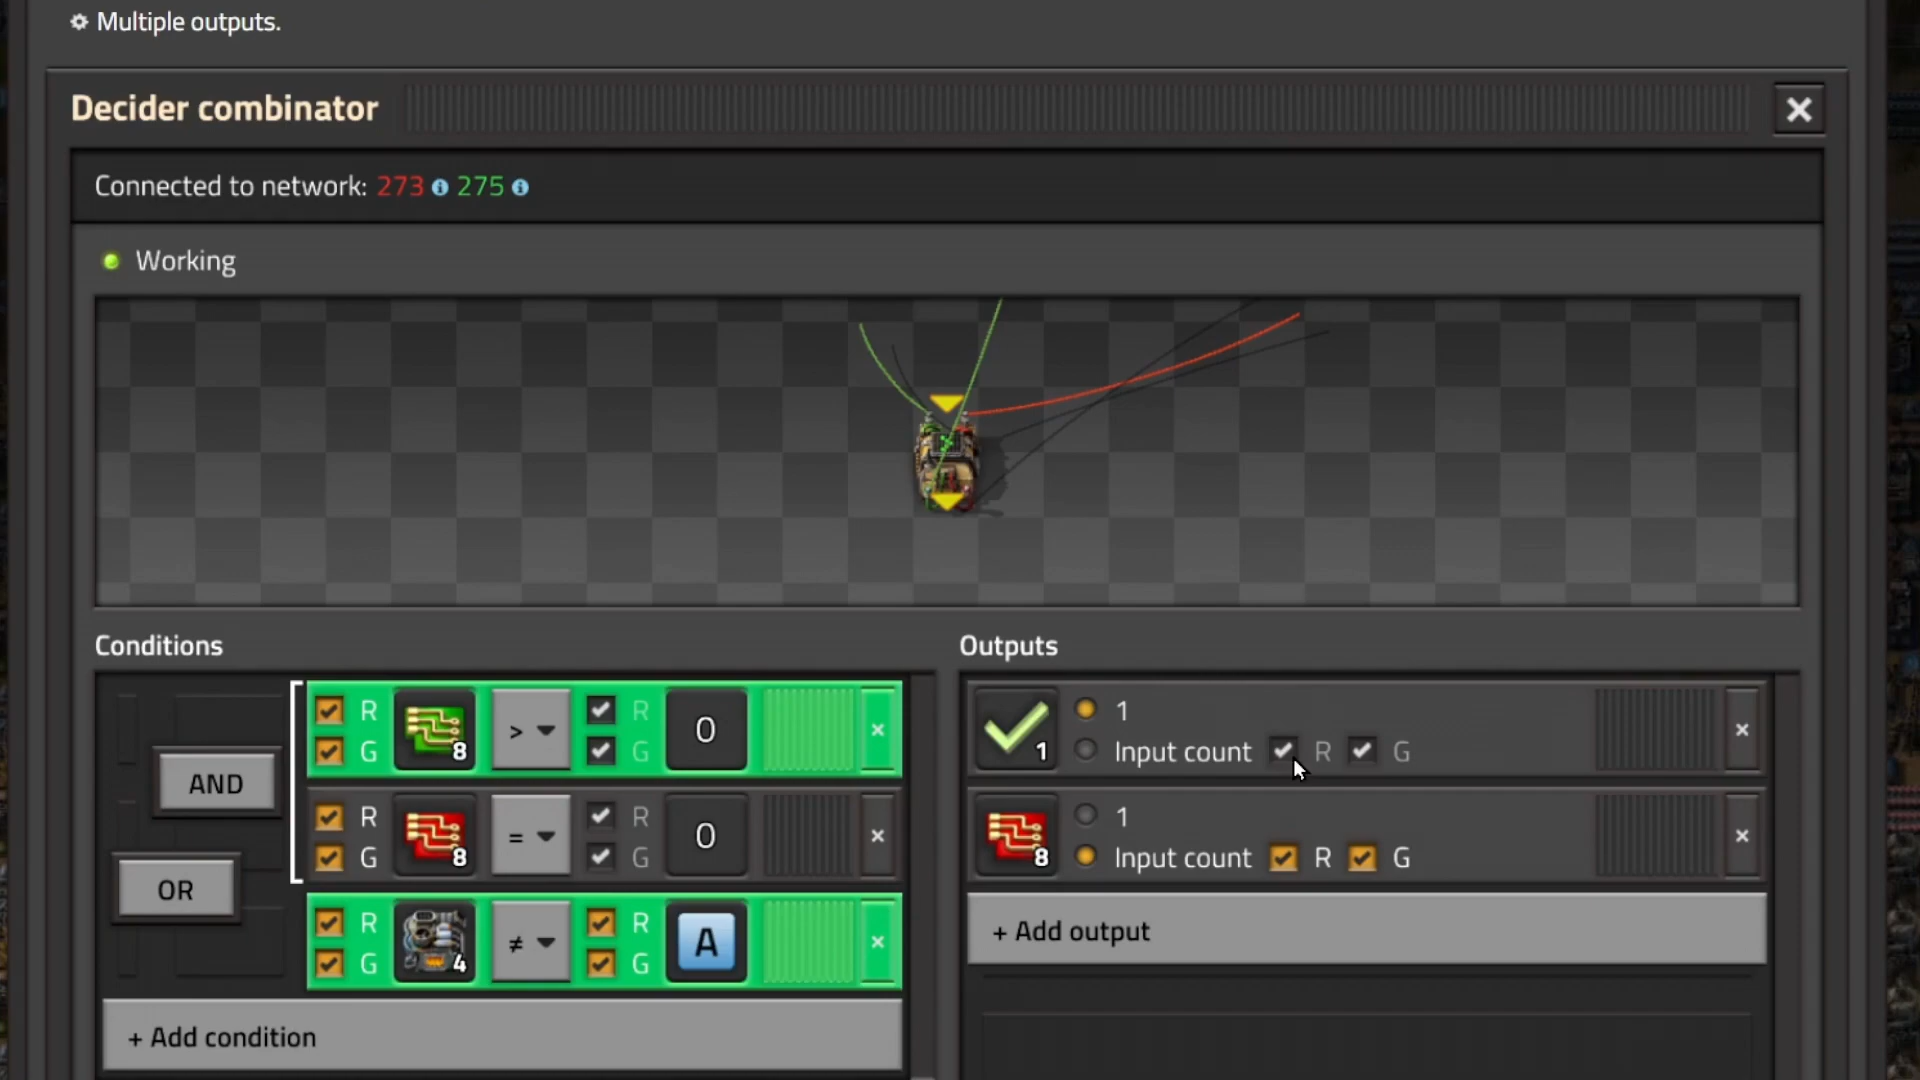 Multiple outputs.
Decider combinator
Connected to network: 273 275
Working
Conditions
Outputs
AND
OR
R
G
8
>
R
G
0
R
G
8
=
R
G
0
R
G
4
≠
R
G
A
+ Add condition
1
1
Input count R G
8
1
Input count R G
+ Add output